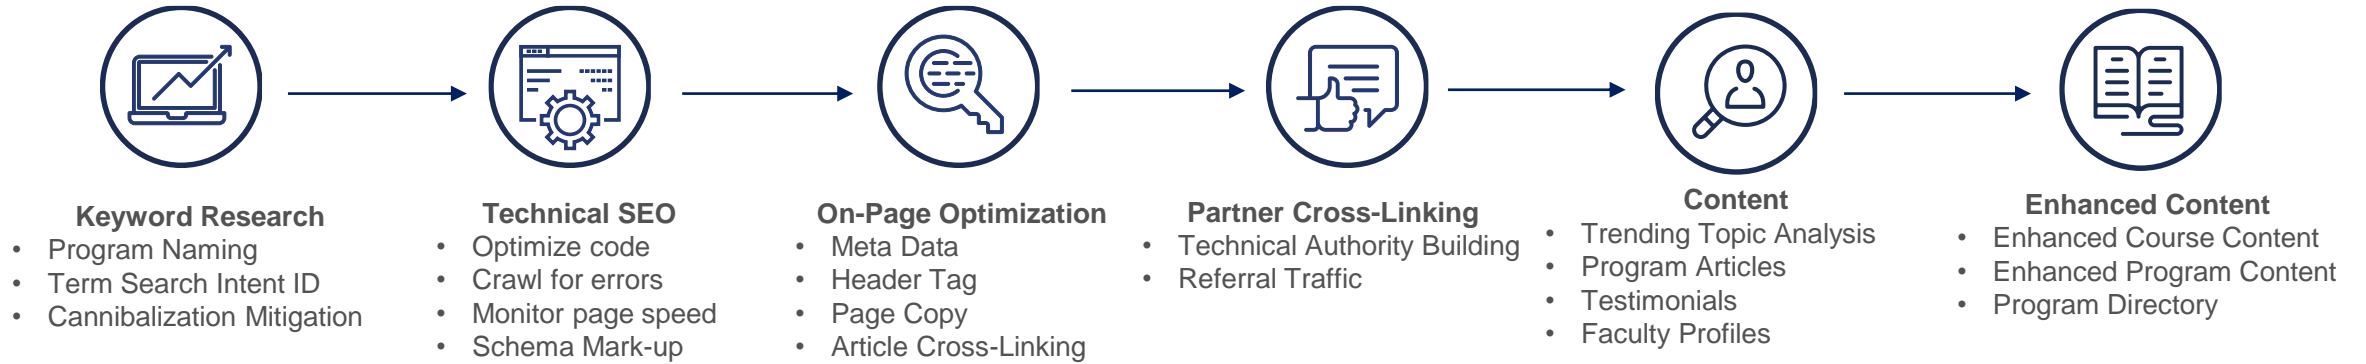 Keyword Research
• Program Naming
• Term Search Intent ID
• Cannibalization Mitigation
Technical SEO
• Optimize code
• Crawl for errors
• Monitor page speed
• Schema Mark-up
On-Page Optimization
• Meta Data
• Header Tag
• Page Copy
• Article Cross-Linking
Partner Cross-Linking
• Technical Authority Building
• Referral Traffic
Content
• Trending Topic Analysis
• Program Articles
• Testimonials
• Faculty Profiles
Enhanced Content
• Enhanced Course Content
• Enhanced Program Content
• Program Directory